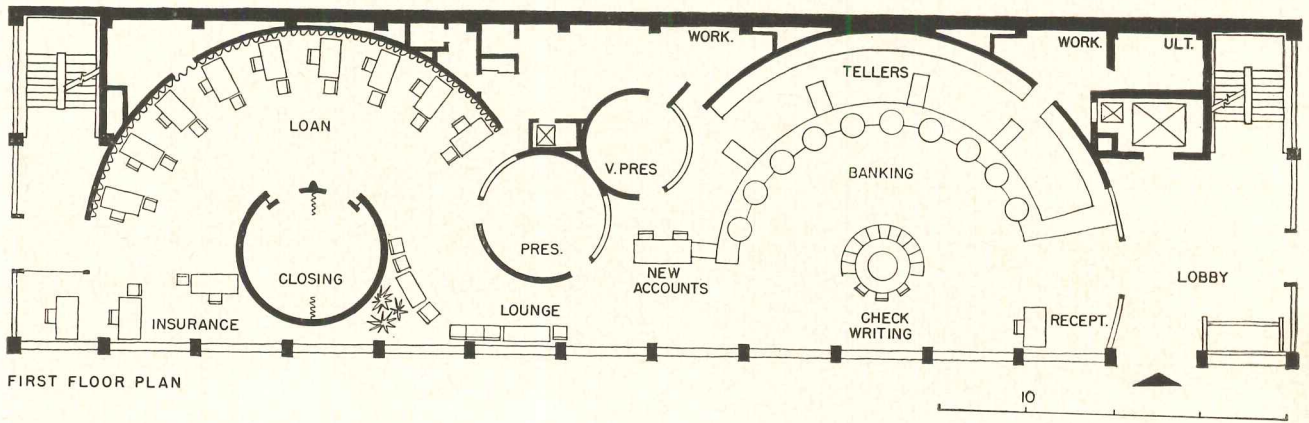 WORK.
WORK.
ULT.
TELLERS
LOAN
V. PRES
BANKING
PRES.
CLOSING
NEW
ACCOUNTS
LOBBY
LOUNGE
INSURANCE
CHECK
WRITING
RECEPT.
FIRST FLOOR PLAN
10